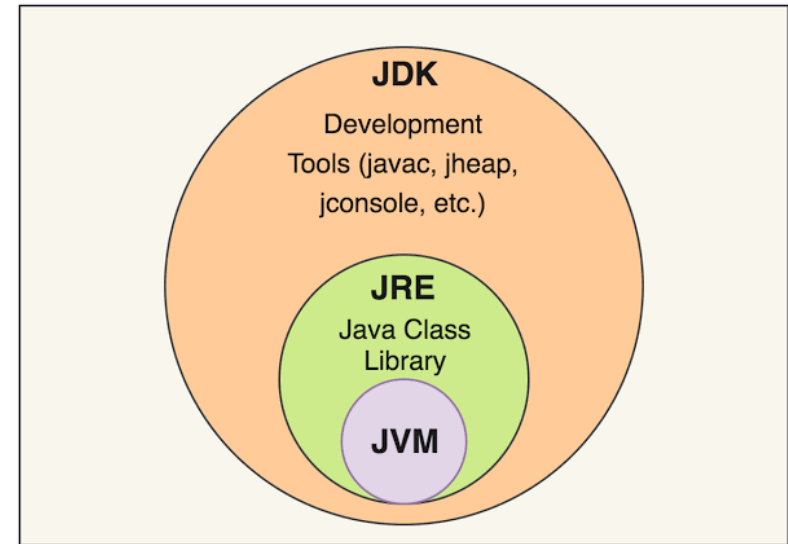 JDK
Development
Tools (javac, jheap,
jconsole, etc.)
JRE
Java Class
Library
JVM